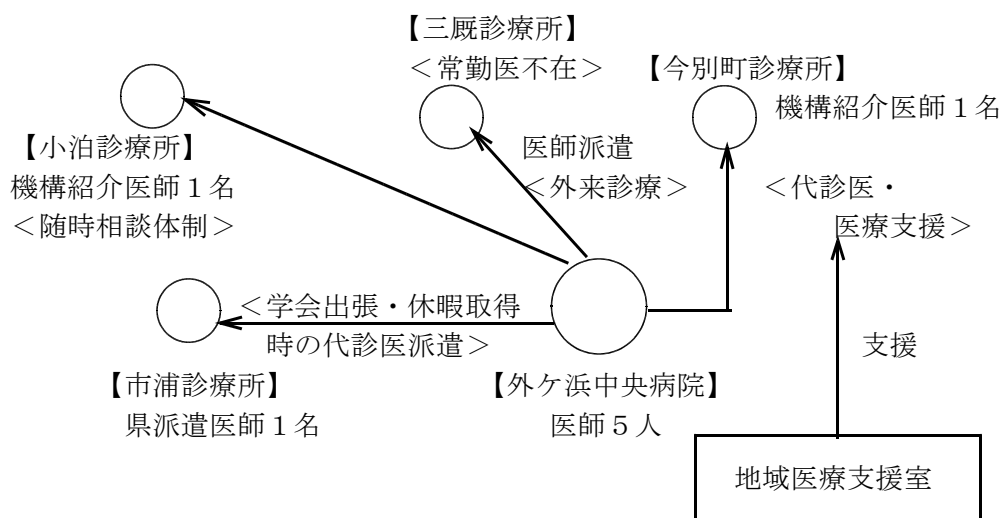 【三厩診療所】
＜常勤医不在＞
【今別町診療所】
機構紹介医師１名
【小泊診療所】
機構紹介医師１名
＜随時相談体制＞
医師派遣
＜外来診療＞
＜代診医・
医療支援＞
＜学会出張・休暇取得
時の代診医派遣＞
支援
【市浦診療所】
県派遣医師１名
【外ケ浜中央病院】
医師５人
地域医療支援室